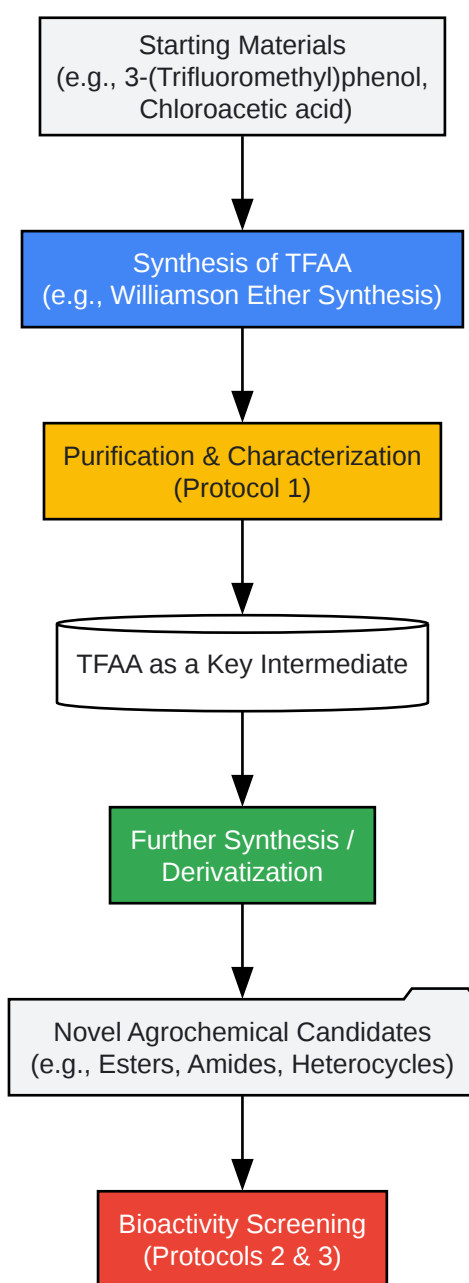 Starting Materials
(e.g., 3-(Trifluoromethyl)phenol,
Chloroacetic acid)
Synthesis of TFAA
(e.g., Williamson Ether Synthesis)
Purification & Characterization
(Protocol 1)
TFAA as a Key Intermediate
Further Synthesis /
Derivatization
Novel Agrochemical Candidates
(e.g., Esters, Amides, Heterocycles)
Bioactivity Screening
(Protocols 2 & 3)